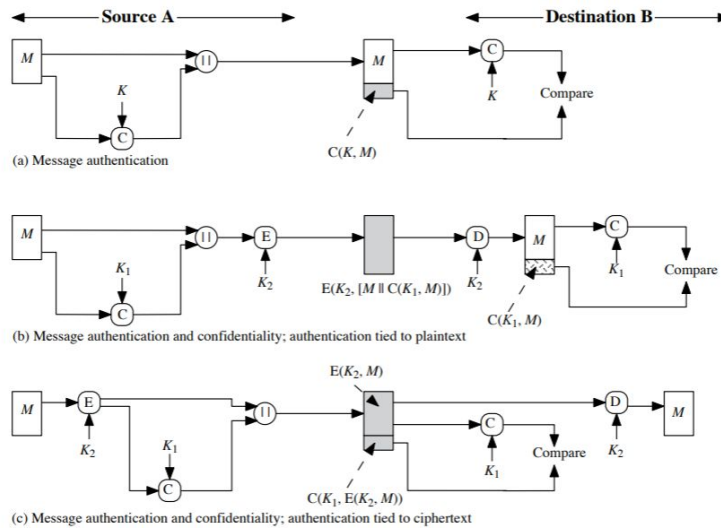 Source A
Destination B
M
K
C
||
M
C(K, M)
C
K
Compare
(a) Message authentication
M
K1
C
||
E
K2
E(K2, [M || C(K1, M)])
D
K2
M
C(K1, M)
C
K1
Compare
(b) Message authentication and confidentiality; authentication tied to plaintext
M
E
K2
K1
C
||
E(K2, M)
C(K1, E(K2, M))
C
K1
Compare
D
K2
M
(c) Message authentication and confidentiality; authentication tied to ciphertext